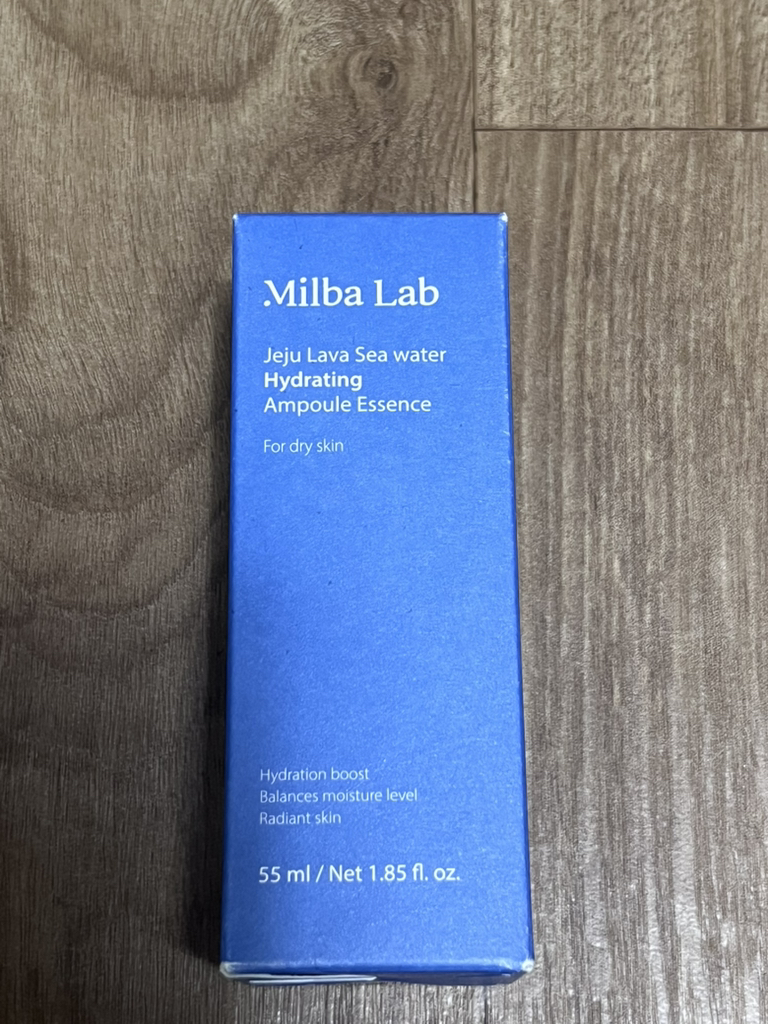 Milba Lab
Jeju Lava Sea water
Hydrating
Ampoule Essence
For dry skin
Hydration boost
Balances moisture level
Radiant skin
55 ml / Net 1.85 fl. oz.